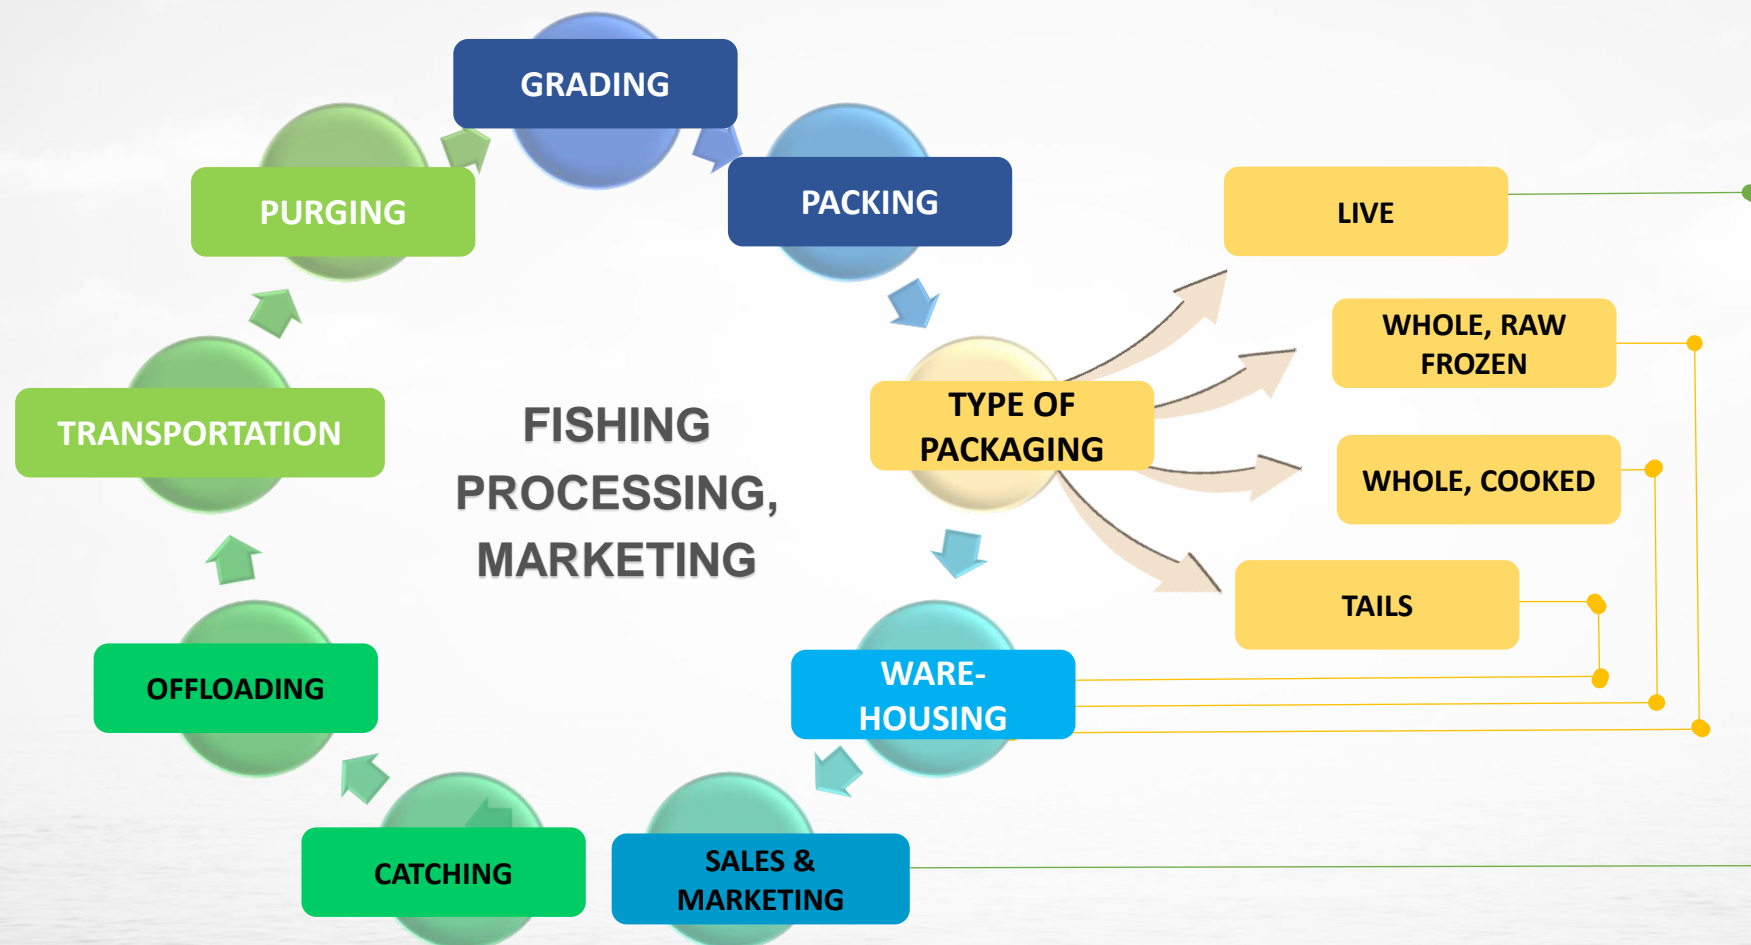 GRADING
PURGING
PACKING
LIVE
WHOLE, RAW
FROZEN
TRANSPORTATION
FISHING
PROCESSING,
MARKETING
TYPE OF
PACKAGING
WHOLE, COOKED
TAILS
OFFLOADING
WARE-
HOUSING
CATCHING
SALES &
MARKETING